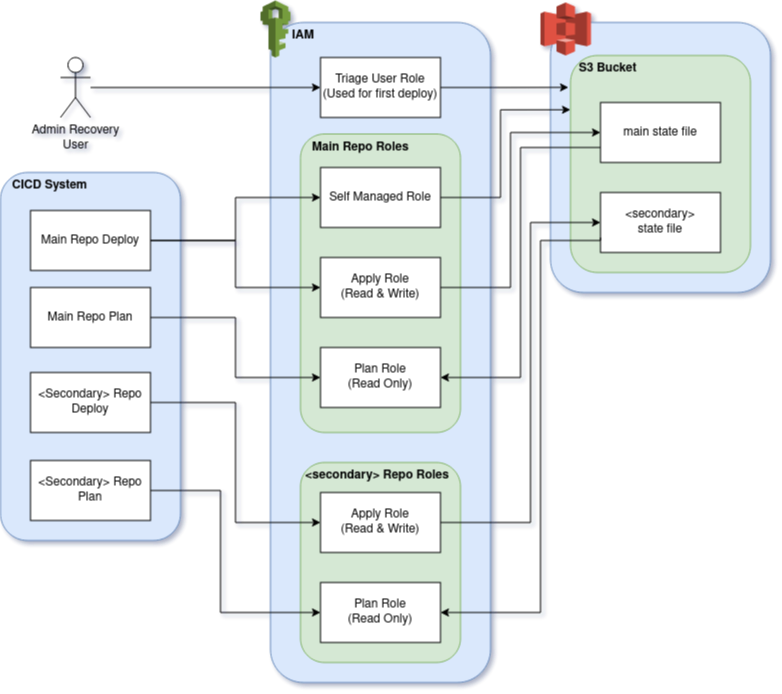 IAM
Triage User Role
(Used for first deploy)
Admin Recovery
User
S3 Bucket
main state file
<secondary>
state file
CICD System
Main Repo Deploy
Main Repo Plan
<Secondary> Repo
Deploy
<Secondary> Repo
Plan
Main Repo Roles
Self Managed Role
Apply Role
(Read & Write)
Plan Role
(Read Only)
<secondary> Repo Roles
Apply Role
(Read & Write)
Plan Role
(Read Only)